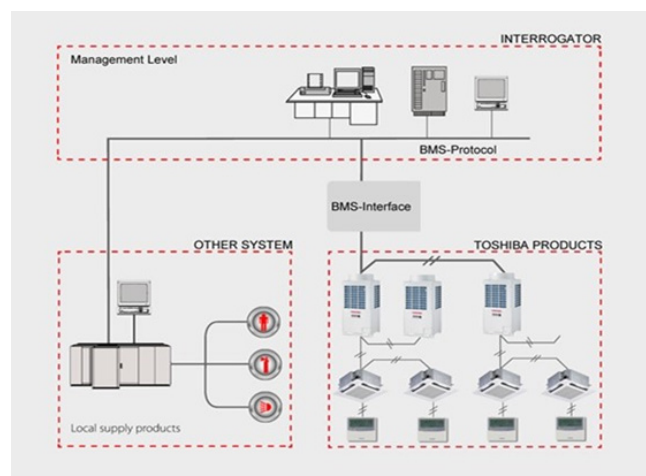 INTERROGATOR
Management Level
BMS-Protocol
BMS-Interface
OTHER SYSTEM
TOSHIBA PRODUCTS
Local supply products